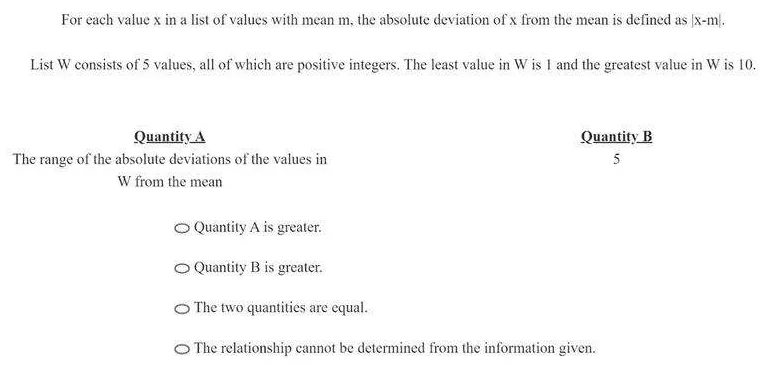 For each value x in a list of values with mean m, the absolute deviation of x from the mean is defined as |x-m|.
List W consists of 5 values, all of which are positive integers. The least value in W is 1 and the greatest value in W is 10.
Quantity A
The range of the absolute deviations of the values in
W from the mean
Quantity B
5
Quantity A is greater.
Quantity B is greater.
The two quantities are equal.
The relationship cannot be determined from the information given.